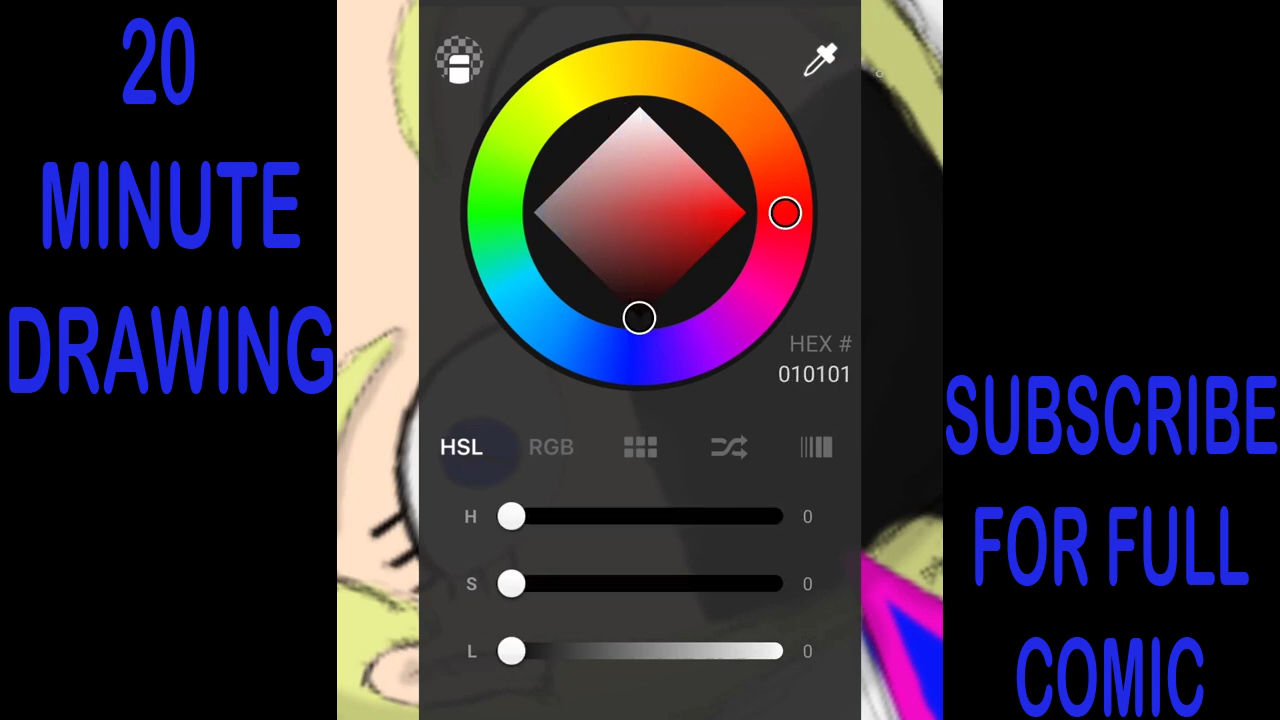 20
MINUTE
DRAWING
HEX #
010101
HSL RGB
H 0
S 0
L 0
SUBSCRIBE
FOR FULL
COMIC